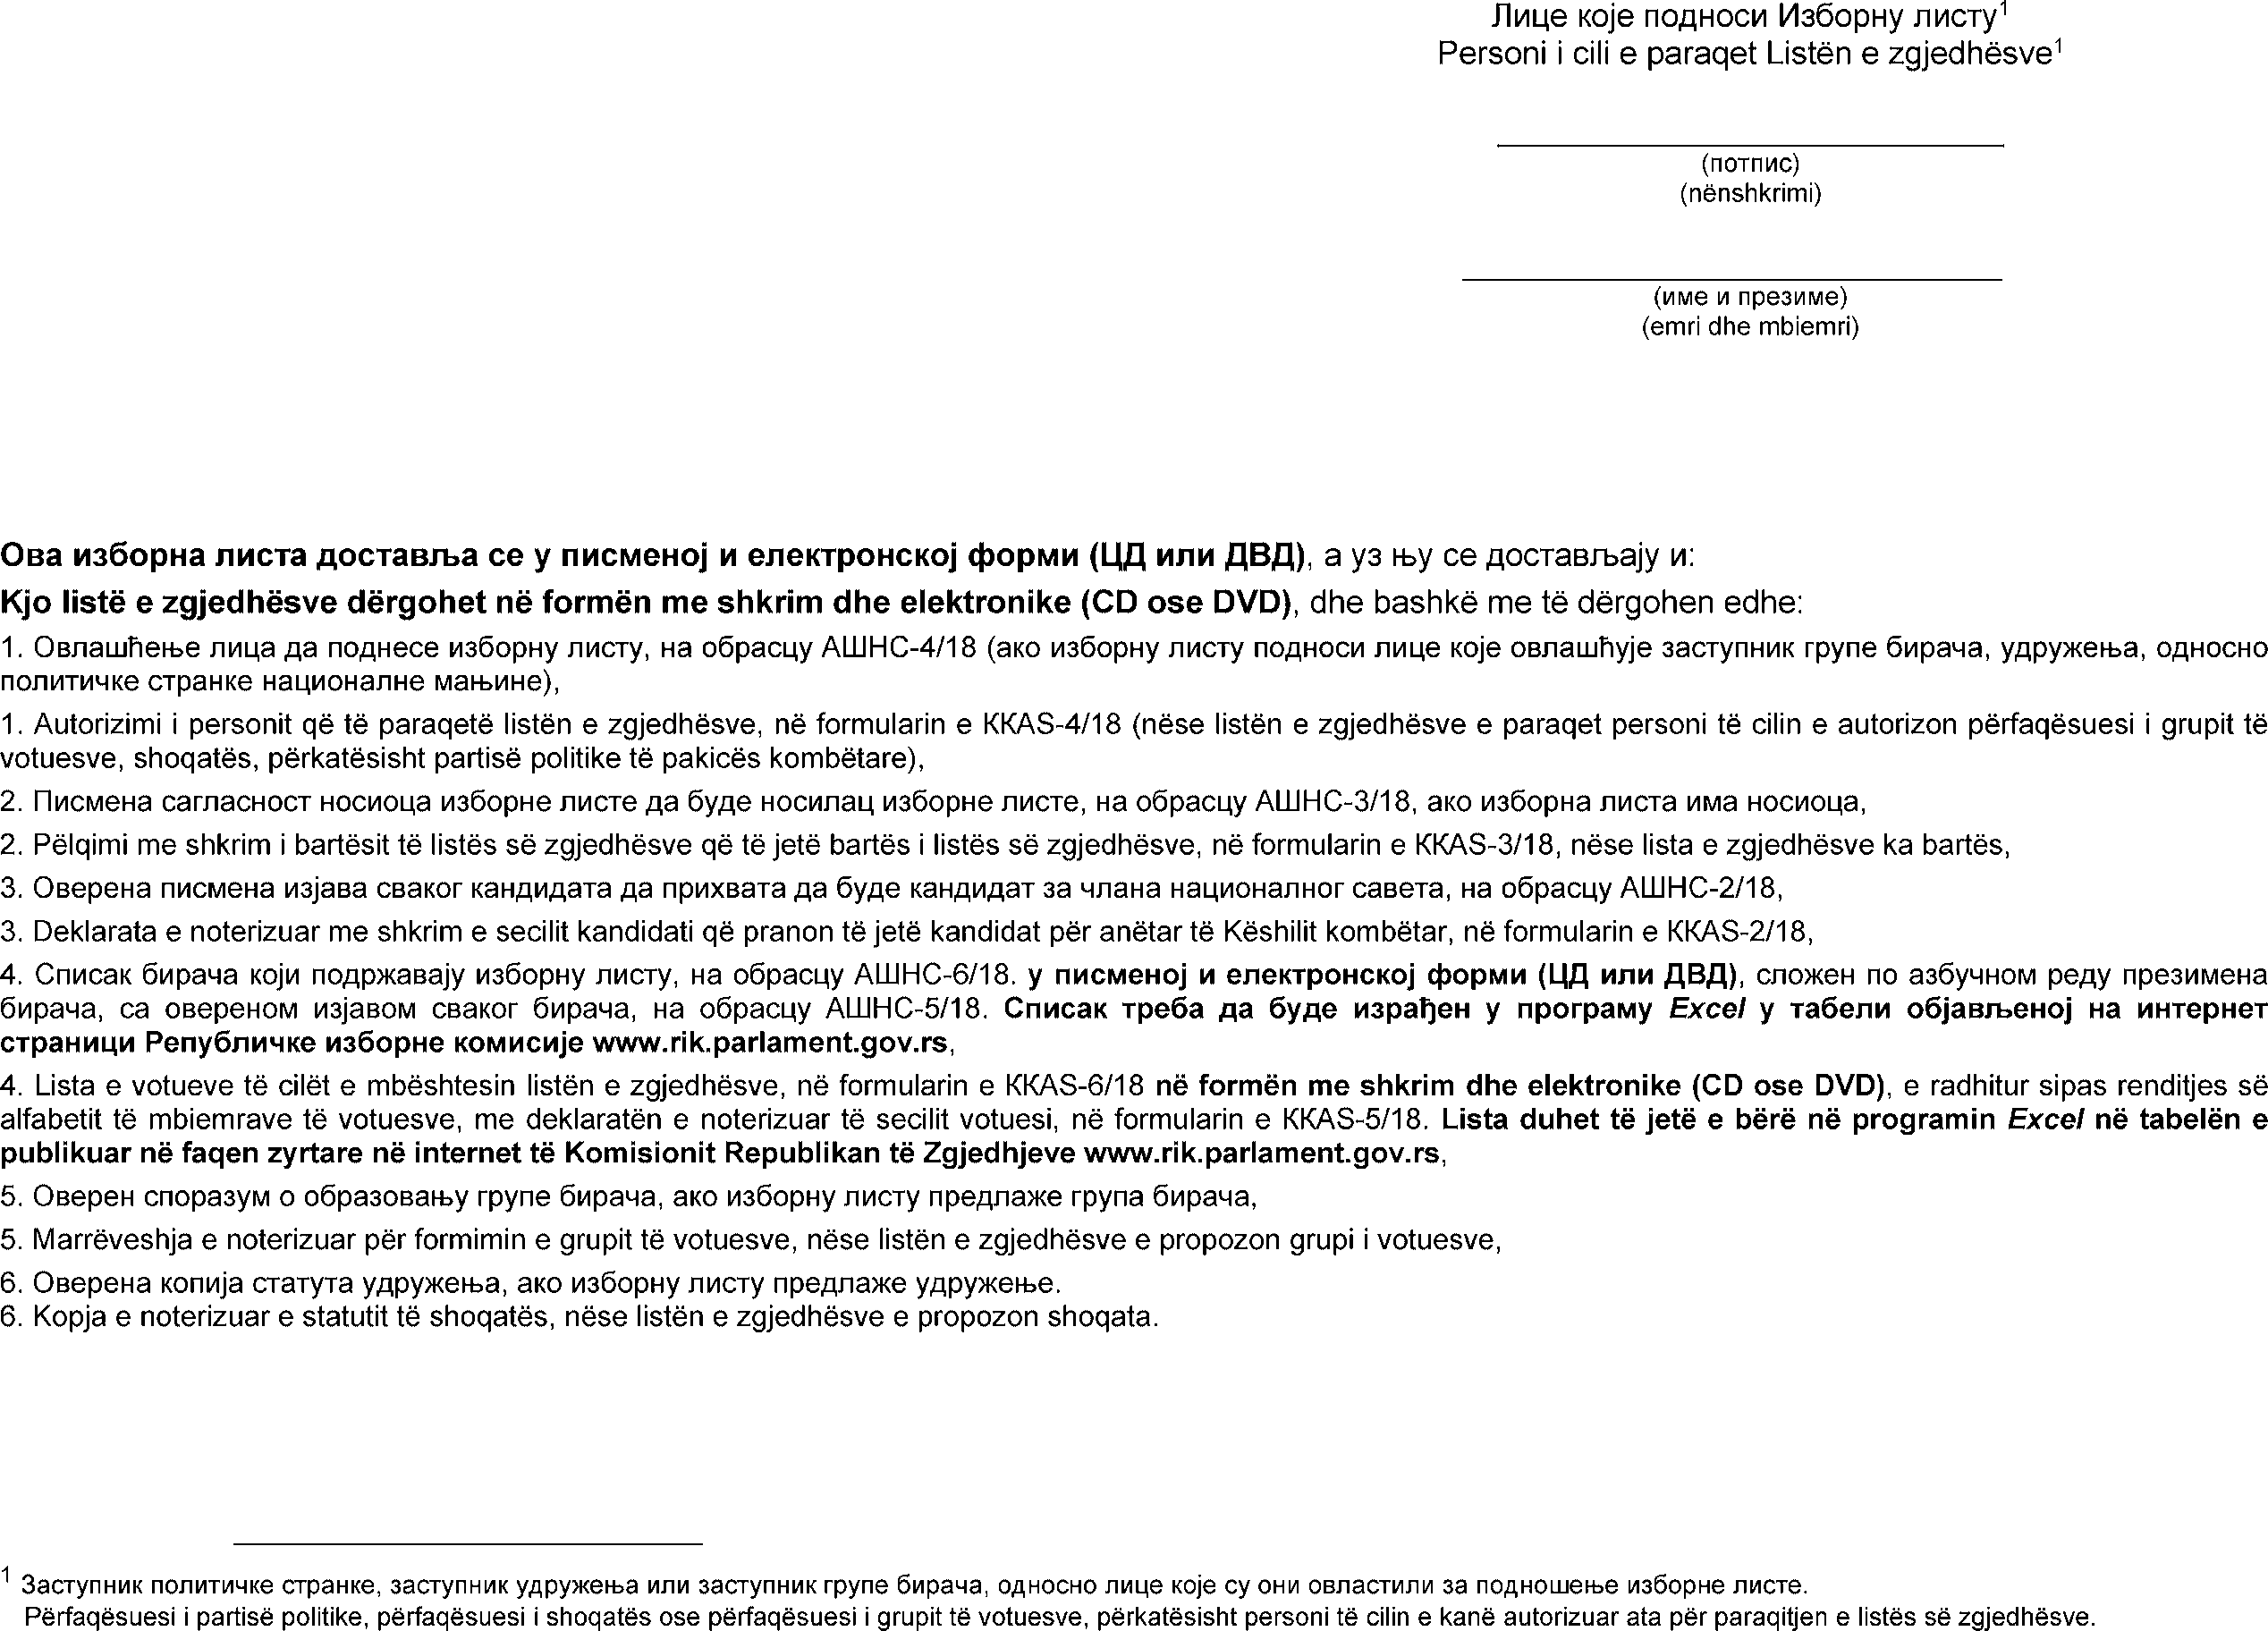 Лице које подноси Изборну листу1
Personi i cili e paraqet Listën e zgjedhësve1
(потпис)
(nënshkrimi)
(име и презиме)
(emri dhe mbiemri)
Ова изборна листа доставља се у писменој и електронској форми (ЦД или ДВД), а уз њу се достављају и:
Kjo listë e zgjedhësve dërgohet në formën me shkrim dhe elektronike (CD ose DVD), dhe bashkë me të dërgohen edhe:
1. Овлашћење лица да поднесе изборну листу, на обрасцу АШНС-4/18 (ако изборну листу подноси лице које овлашћује заступник групе бирача, удружења, односно
политичке странке националне мањине),
1. Autorizimi i personit që të paraqetë listën e zgjedhësve, në formularin e KKAS-4/18 (nëse listën e zgjedhësve e paraqet personi të cilin e autorizon përfaqësuesi i grupit të
votuesve, shoqatës, përkatësisht partisë politike të pakicës kombëtare),
2. Писмена сагласност носиоца изборне листе да буде носилац изборне листе, на обрасцу АШНС-3/18, ако изборна листа има носиоца,
2. Pëlqimi me shkrim i bartësit të listës së zgjedhësve që të jetë bartës i listës së zgjedhësve, në formularin e KKAS-3/18, nëse lista e zgjedhësve ka bartës,
3. Оверена писмена изјава сваког кандидата да прихвата да буде кандидат за члана националног савета, на обрасцу АШНС-2/18,
3. Deklarata e noterizuar me shkrim e secilit kandidati që pranon të jetë kandidat për anëtar të Këshilit kombëtar, në formularin e KKAS-2/18,
4. Списак бирача који подржавају изборну листу, на обрасцу АШНС-6/18. у писменој и електронској форми (ЦД или ДВД), сложен по азбучном реду презимена
бирача, са овереном изјавом сваког бирача, на обрасцу АШНС-5/18. Списак треба да буде израђен у програму Excel у табели објављеној на интернет
страници Републичке изборне комисије www.rik.parlament.gov.rs,
4. Lista e votueve të cilët e mbështesin listën e zgjedhësve, në formularin e KKAS-6/18 në formën me shkrim dhe elektronike (CD ose DVD), e radhitur sipas renditjes së
alfabetit të mbiemrave të votuesve, me deklaratën e noterizuar të secilit votuesi, në formularin e KKAS-5/18. Lista duhet të jetë e bërë në programin Excel në tabelën e
publikuar në faqen zyrtare në internet të Komisionit Republikan të Zgjedhjeve www.rik.parlament.gov.rs,
5. Оверен споразум о образовању групе бирача, ако изборну листу предлаже група бирача,
5. Marrëveshja e noterizuar për formimin e grupit të votuesve, nëse listën e zgjedhësve e propozon grupi i votuesve,
6. Оверена копија статута удружења, ако изборну листу предлаже удружење.
6. Kopja e noterizuar e statutit të shoqatës, nëse listën e zgjedhësve e propozon shoqata.
1 Заступник политичке странке, заступник удружења или заступник групе бирача, односно лице које су они овластили за подношење изборне листе.
Përfaqësuesi i partisë politike, përfaqësuesi i shoqatës ose përfaqësuesi i grupit të votuesve, përkatësisht personi të cilin e kanë autorizuar ata për paraqitjen e listës së zgjedhësve.